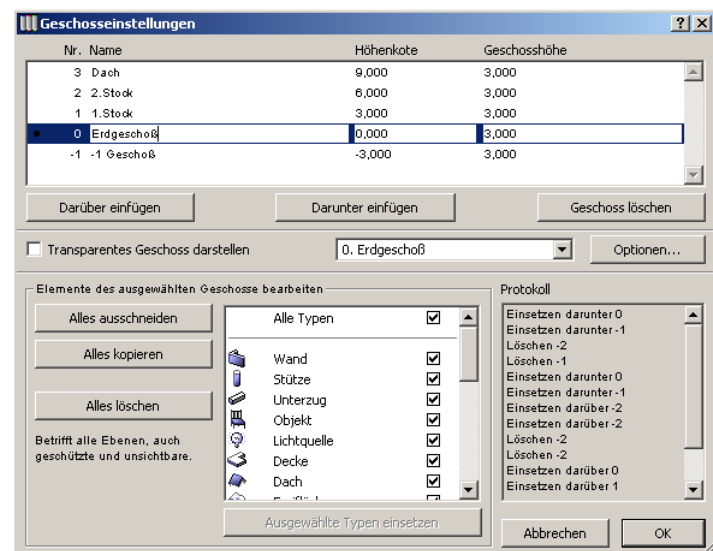 Geschosseinstellungen
Nr. Name Höhenkote Geschosshöhe
3 Dach 9,000 3,000
2 2.Stock 6,000 3,000
1 1.Stock 3,000 3,000
0 Erdgeschoß 0,000 3,000
-1 -1 Geschoß -3,000 3,000
Darüber einfügen Darunter einfügen Geschoss löschen
Transparentes Geschoss darstellen 0. Erdgeschoß Optionen...
Elemente des ausgewählten Geschosse bearbeiten
Alles ausschneiden
Alles kopieren
Alles löschen
Betrifft alle Ebenen, auch
geschützte und unsichtbare.
Alle Typen
Wand
Stütze
Unterzug
Objekt
Lichtquelle
Decke
Dach
Ausgewählte Typen einsetzen
Protokoll
Einsetzen darunter 0
Einsetzen darunter -1
Löschen -2
Löschen -1
Einsetzen darunter 0
Einsetzen darunter -1
Einsetzen darüber -2
Einsetzen darüber -2
Löschen -2
Löschen -2
Einsetzen darüber 0
Einsetzen darüber 1
Abbrechen OK